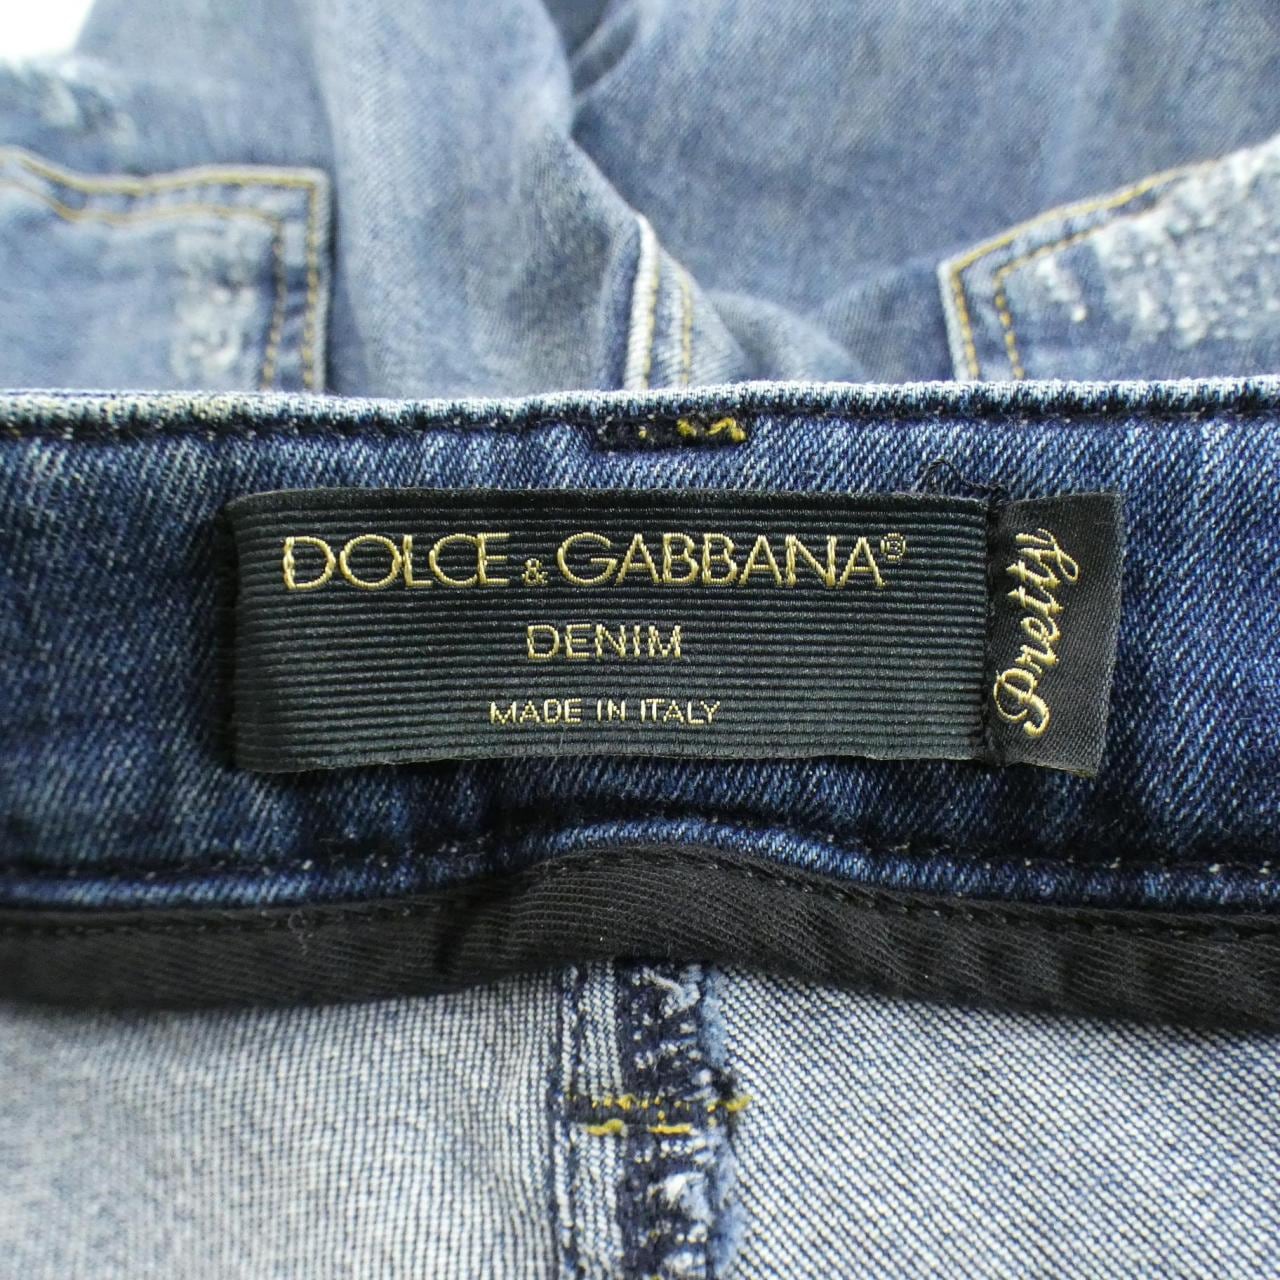 DOLCE & GABBANA®
DENIM
MADE IN ITALY
Pretty